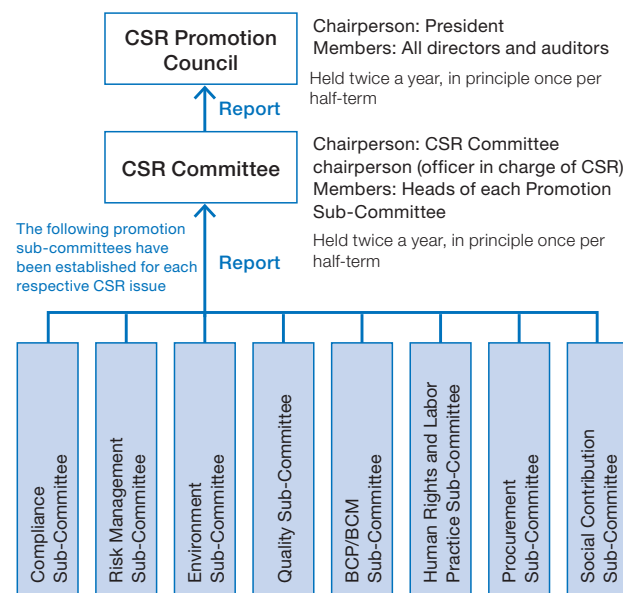 CSR Promotion
Council
Chairperson: President
Members: All directors and auditors
Held twice a year, in principle once per
half-term
Report
CSR Committee
Chairperson: CSR Committee
chairperson (officer in charge of CSR)
Members: Heads of each Promotion
Sub-Committee
Held twice a year, in principle once per
half-term
The following promotion
sub-committees have
been established for each
respective CSR issue
Report
Compliance
Sub-Committee
Risk Management
Sub-Committee
Environment
Sub-Committee
Quality Sub-Committee
BCP/BCM
Sub-Committee
Human Rights and Labor
Practice Sub-Committee
Procurement
Sub-Committee
Social Contribution
Sub-Committee